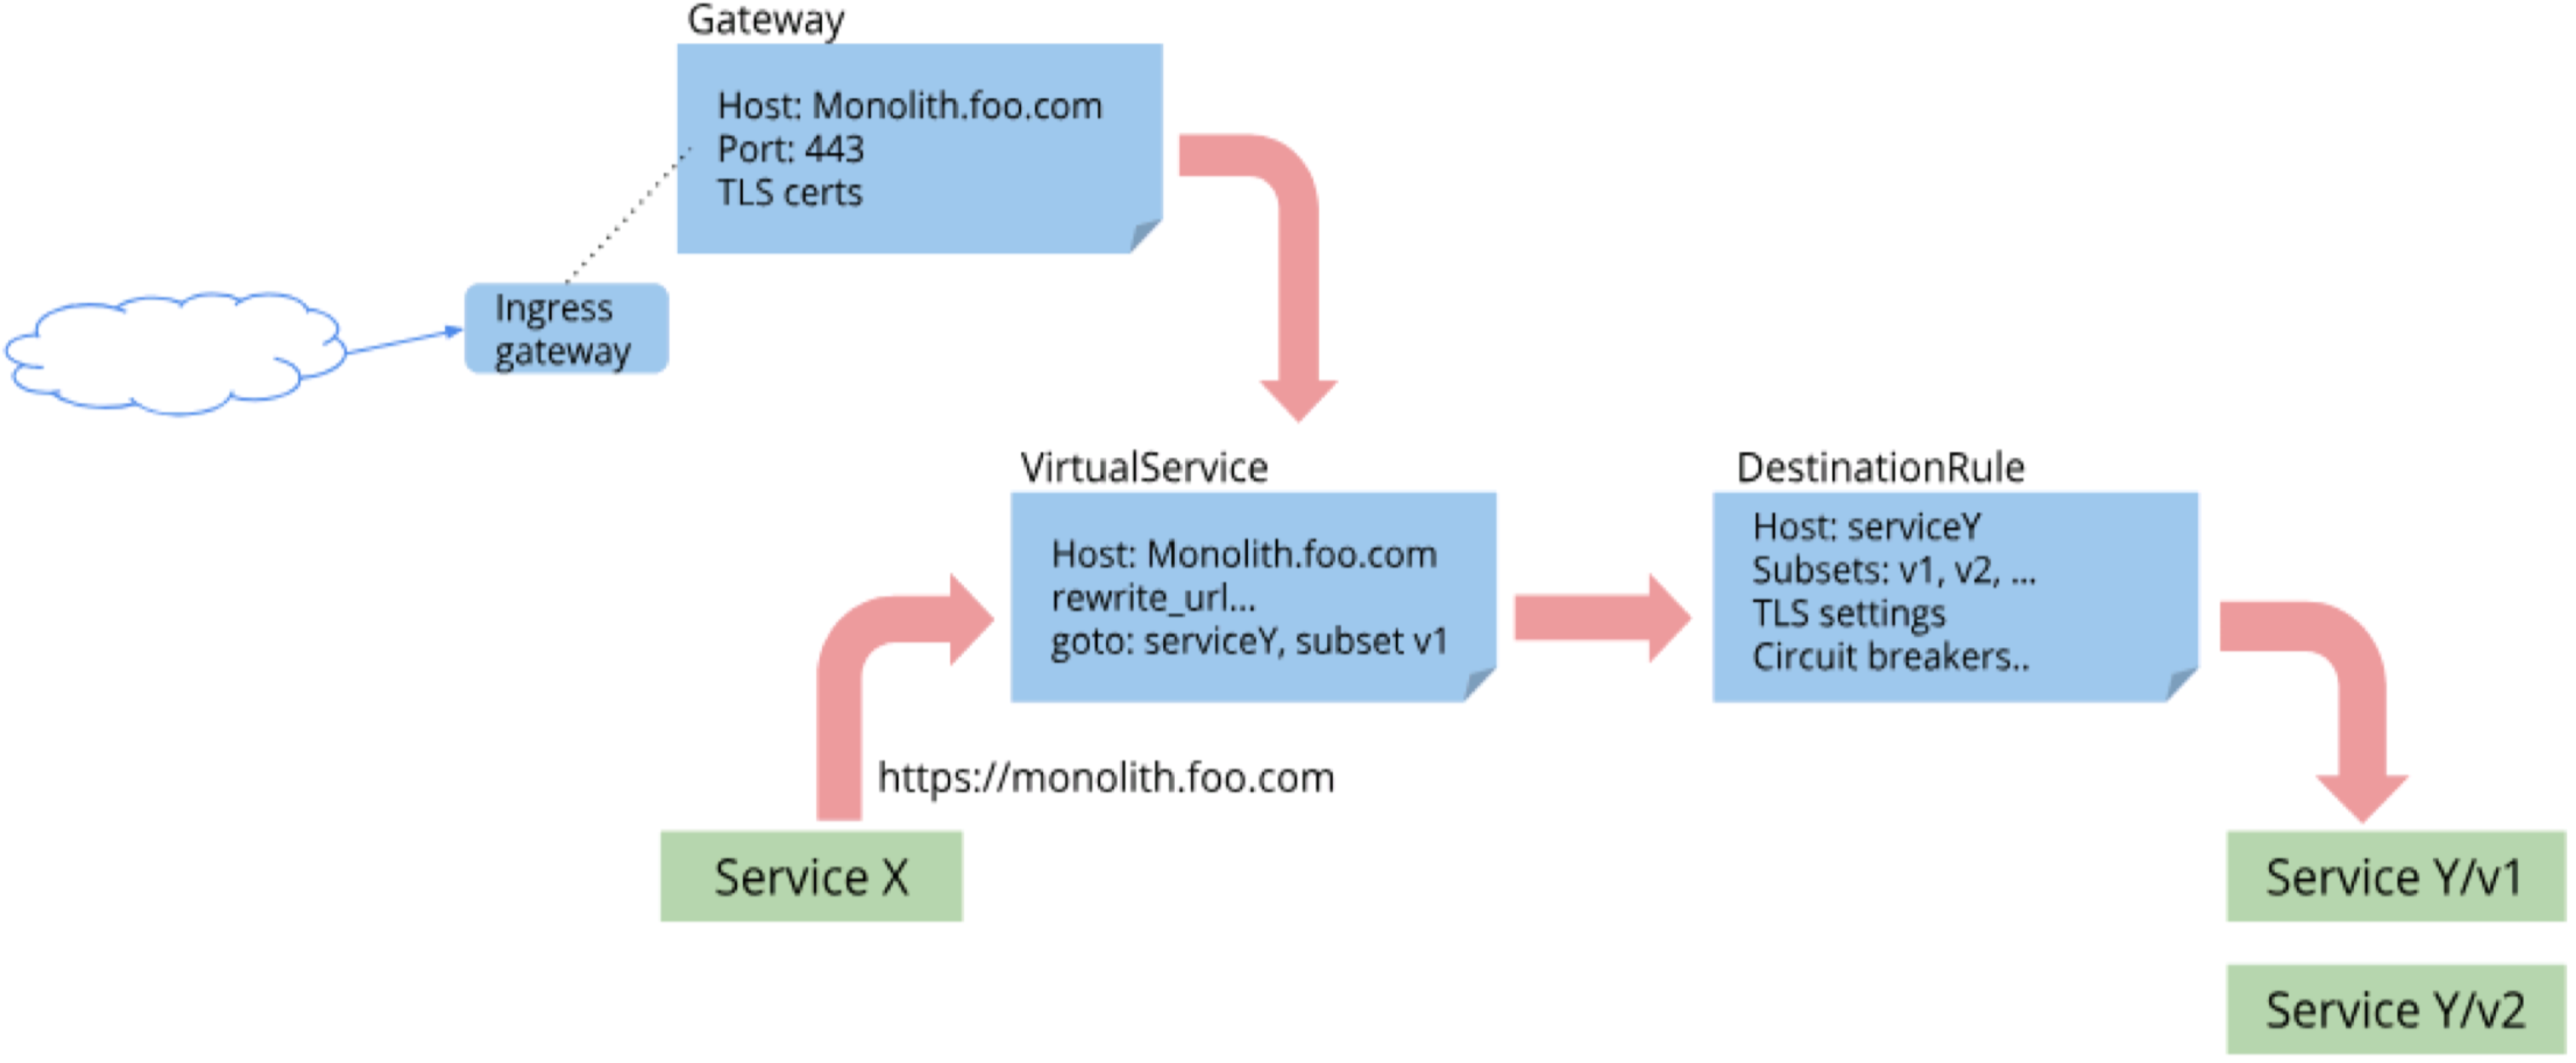 Gateway
Host: Monolith.foo.com
Port: 443
TLS certs
Ingress
gateway
VirtualService
Host: Monolith.foo.com
rewrite_url...
goto: serviceY, subset v1
DestinationRule
Host: serviceY
Subsets: v1, v2, ...
TLS settings
Circuit breakers..
https://monolith.foo.com
Service X
Service Y/v1
Service Y/v2